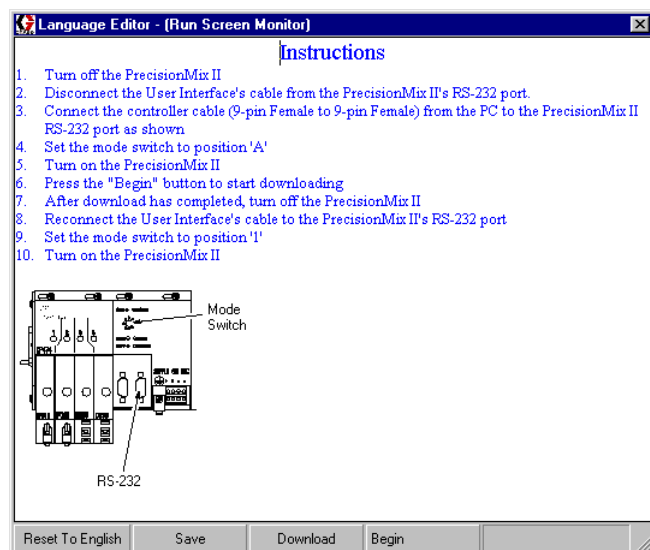 Language Editor - (Run Screen Monitor)
Instructions
1. Turn off the PrecisionMix II
2. Disconnect the User Interface's cable from the PrecisionMix II's RS-232 port.
3. Connect the controller cable (9-pin Female to 9-pin Female) from the PC to the PrecisionMix II
RS-232 port as shown
4. Set the mode switch to position 'A'
5. Turn on the PrecisionMix II
6. Press the "Begin" button to start downloading
7. After download has completed, turn off the PrecisionMix II
8. Reconnect the User Interface's cable to the PrecisionMix II's RS-232 port
9. Set the mode switch to position '1'
10. Turn on the PrecisionMix II
Mode
Switch
RS-232
Reset To English Save Download Begin